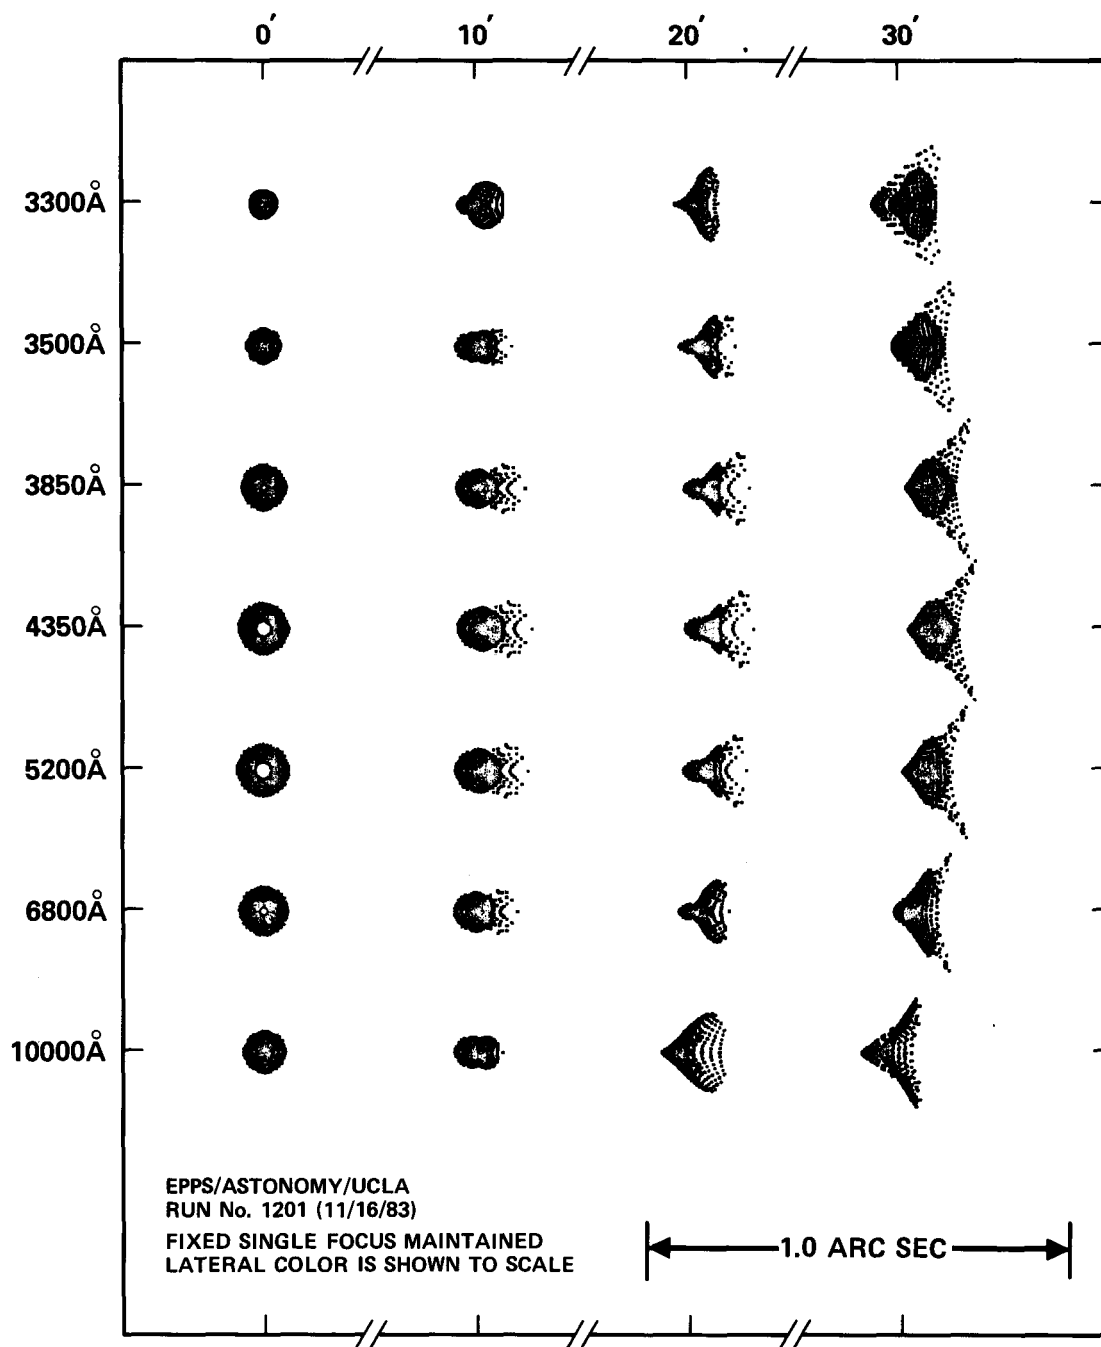 0′ 10′ 20′ 30′
3300Å
3500Å
3850Å
4350Å
5200Å
6800Å
10000Å
EPPS/ASTONOMY/UCLA
RUN No. 1201 (11/16/83)
FIXED SINGLE FOCUS MAINTAINED
LATERAL COLOR IS SHOWN TO SCALE
1.0 ARC SEC